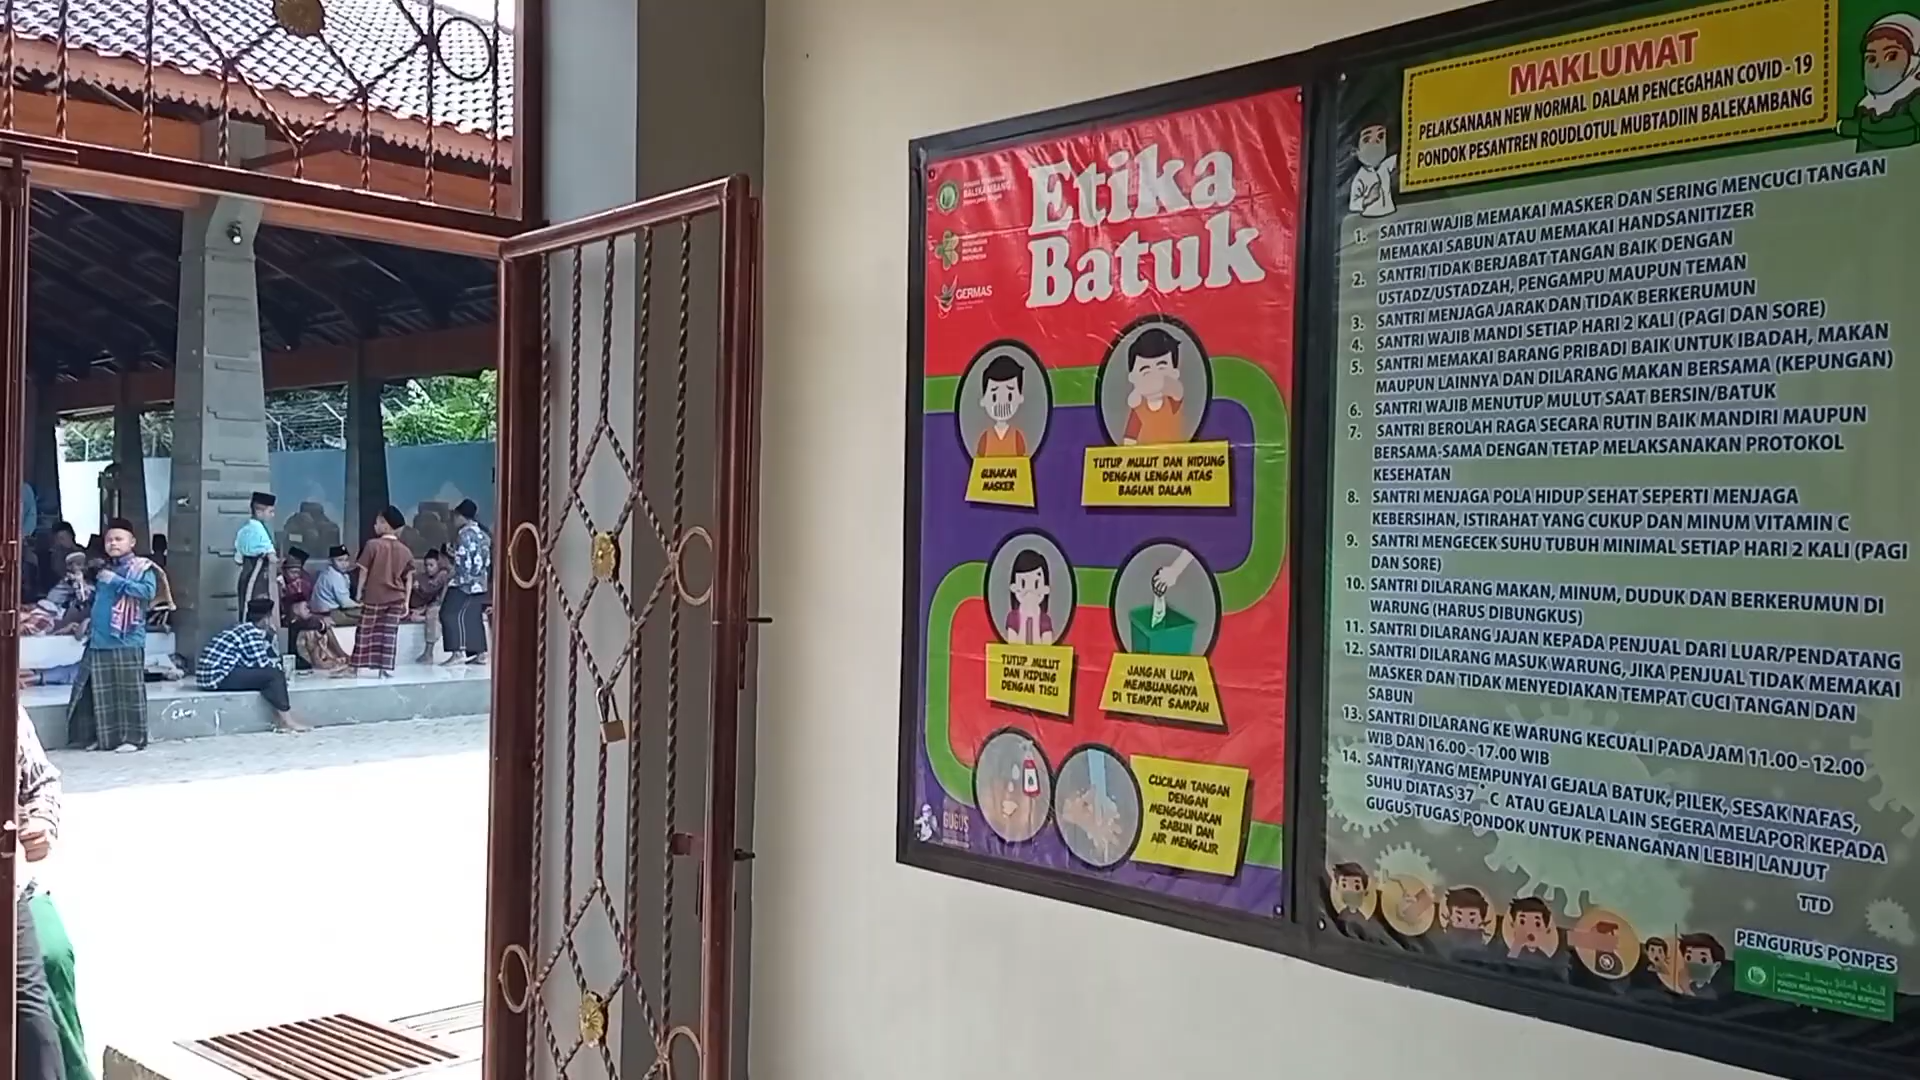 Etika
Batuk
BALEKAMBANG
GERMAS
GUNAKAN
MASKER
TUTUP MULUT DAN HIDUNG
DENGAN LENGAN ATAS
BAGIAN DALAM
TUTUP MULUT
DAN HIDUNG
DENGAN TISU
JANGAN LUPA
MEMBUANGNYA
DI TEMPAT SAMPAH
CUCILAH TANGAN
DENGAN
MENGGUNAKAN
SABUN DAN
AIR MENGALIR
GUGUS
MAKLUMAT
PELAKSANAAN NEW NORMAL DALAM PENCEGAHAN COVID - 19
PONDOK PESANTREN ROUDLOTUL MUBTADIIN BALEKAMBANG
1. SANTRI WAJIB MEMAKAI MASKER DAN SERING MENCUCI TANGAN
MEMAKAI SABUN ATAU MEMAKAI HANDSANITIZER
2. SANTRI TIDAK BERJABAT TANGAN BAIK DENGAN
USTADZ/USTADZAH, PENGAMPU MAUPUN TEMAN
3. SANTRI MENJAGA JARAK DAN TIDAK BERKERUMUN
4. SANTRI WAJIB MANDI SETIAP HARI 2 KALI (PAGI DAN SORE)
5. SANTRI MEMAKAI BARANG PRIBADI BAIK UNTUK IBADAH, MAKAN
MAUPUN LAINNYA DAN DILARANG MAKAN BERSAMA (KEPUNGAN)
6. SANTRI WAJIB MENUTUP MULUT SAAT BERSIN/BATUK
7. SANTRI BEROLAH RAGA SECARA RUTIN BAIK MANDIRI MAUPUN
BERSAMA-SAMA DENGAN TETAP MELAKSANAKAN PROTOKOL
KESEHATAN
8. SANTRI MENJAGA POLA HIDUP SEHAT SEPERTI MENJAGA
KEBERSIHAN, ISTIRAHAT YANG CUKUP DAN MINUM VITAMIN C
9. SANTRI MENGECEK SUHU TUBUH MINIMAL SETIAP HARI 2 KALI (PAGI
DAN SORE)
10. SANTRI DILARANG MAKAN, MINUM, DUDUK DAN BERKERUMUN DI
WARUNG (HARUS DIBUNGKUS)
11. SANTRI DILARANG JAJAN KEPADA PENJUAL DARI LUAR/PENDATANG
12. SANTRI DILARANG MASUK WARUNG, JIKA PENJUAL TIDAK MEMAKAI
MASKER DAN TIDAK MENYEDIAKAN TEMPAT CUCI TANGAN DAN
SABUN
13. SANTRI DILARANG KE WARUNG KECUALI PADA JAM 11.00 - 12.00
WIB DAN 16.00 - 17.00 WIB
14. SANTRI YANG MEMPUNYAI GEJALA BATUK, PILEK, SESAK NAFAS,
SUHU DIATAS 37 ° C ATAU GEJALA LAIN SEGERA MELAPOR KEPADA
GUGUS TUGAS PONDOK UNTUK PENANGANAN LEBIH LANJUT
TTD
PENGURUS PONPES